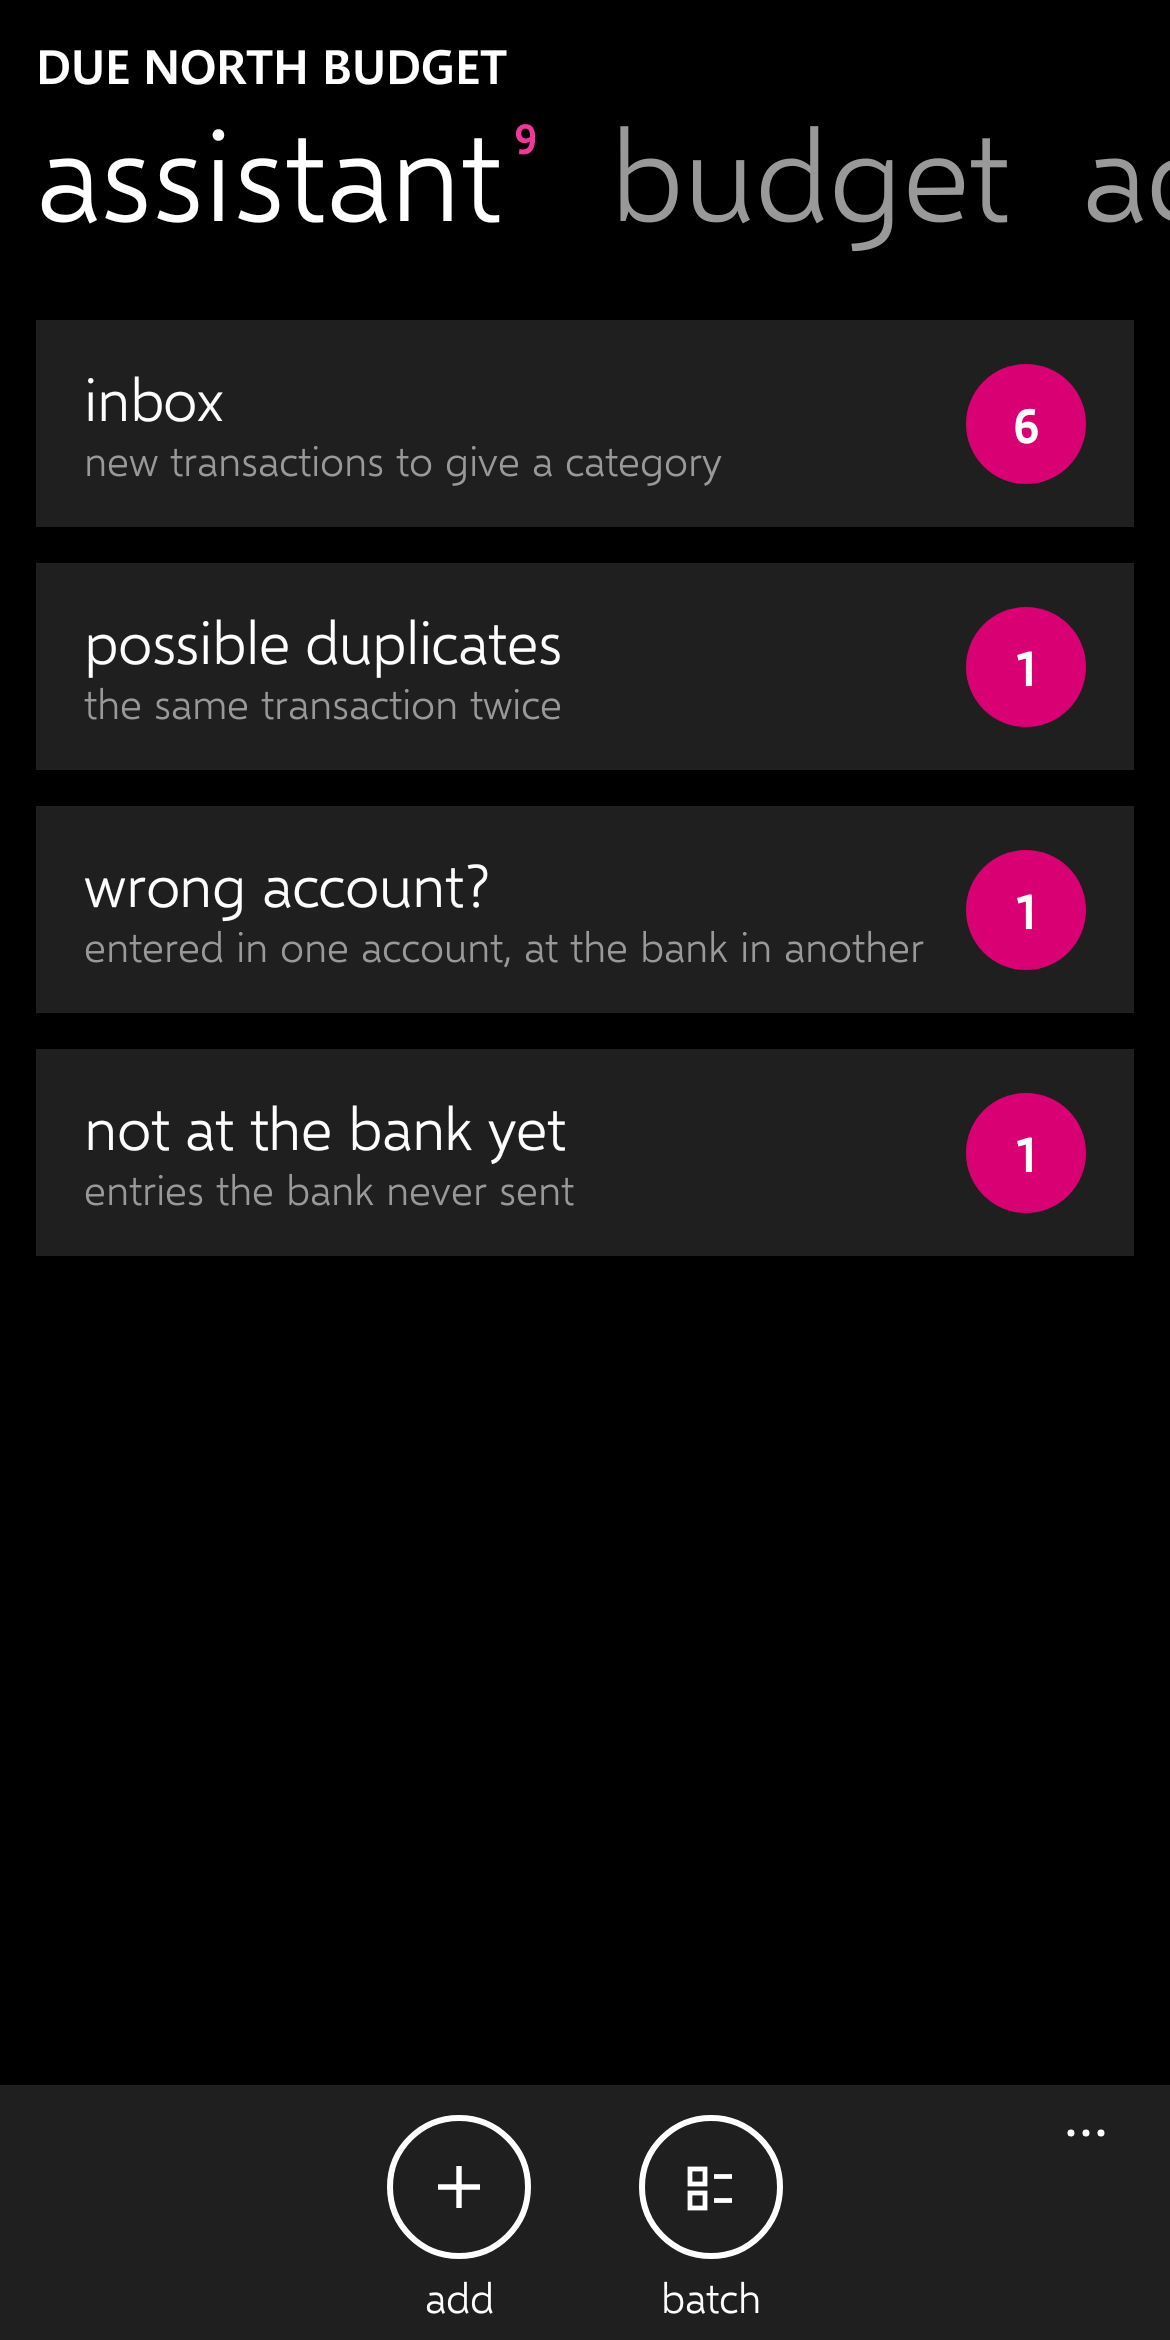 DUE NORTH BUDGET
assistant 9 budget ac
inbox
new transactions to give a category
6
possible duplicates
the same transaction twice
1
wrong account?
entered in one account, at the bank in another
1
not at the bank yet
entries the bank never sent
1
add batch